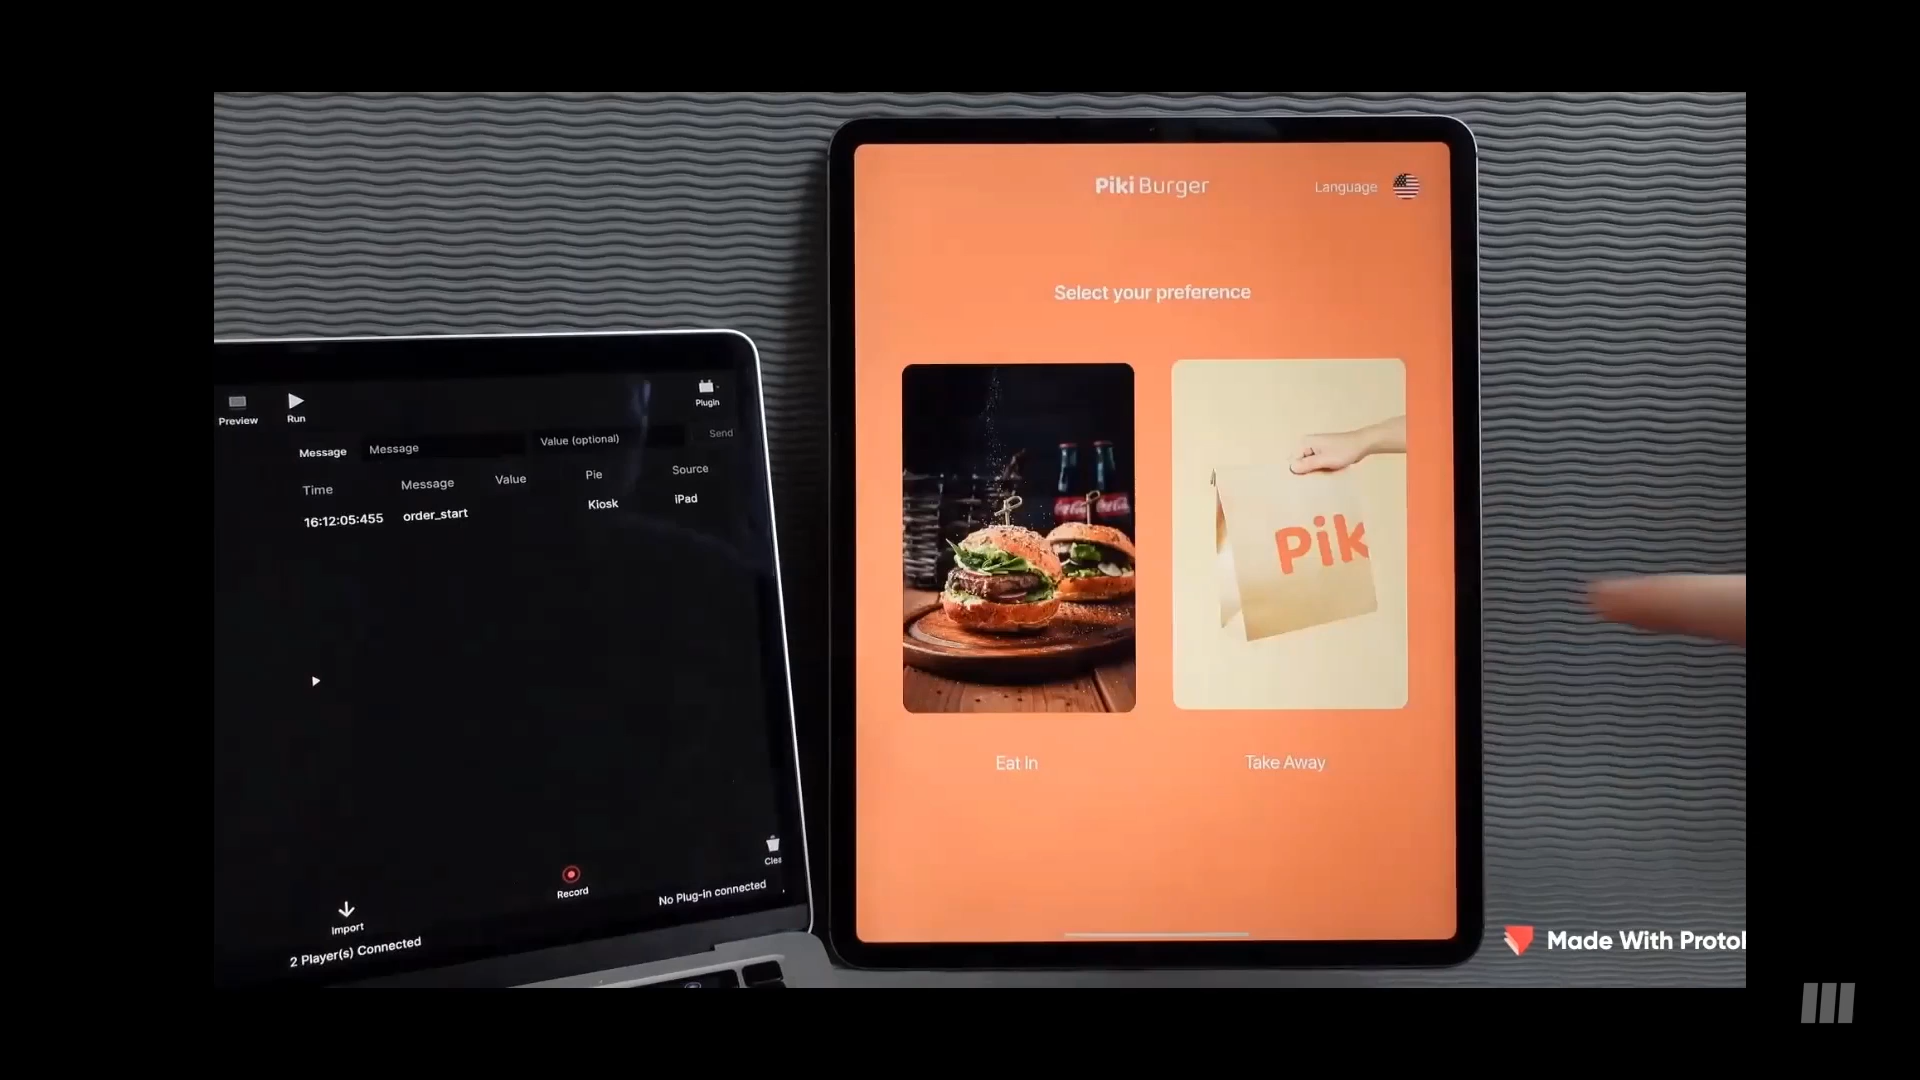 Piki Burger
Language
Select your preference
Pik
Eat In
Take Away
Preview
Run
Plugin
Message
Message
Value (optional)
Send
Time
Message
Value
Pie
Source
16:12:05:455
order_start
Kiosk
iPad
Import
Record
Clea
No Plug-in connected
2 Player(s) Connected
Made With Proto